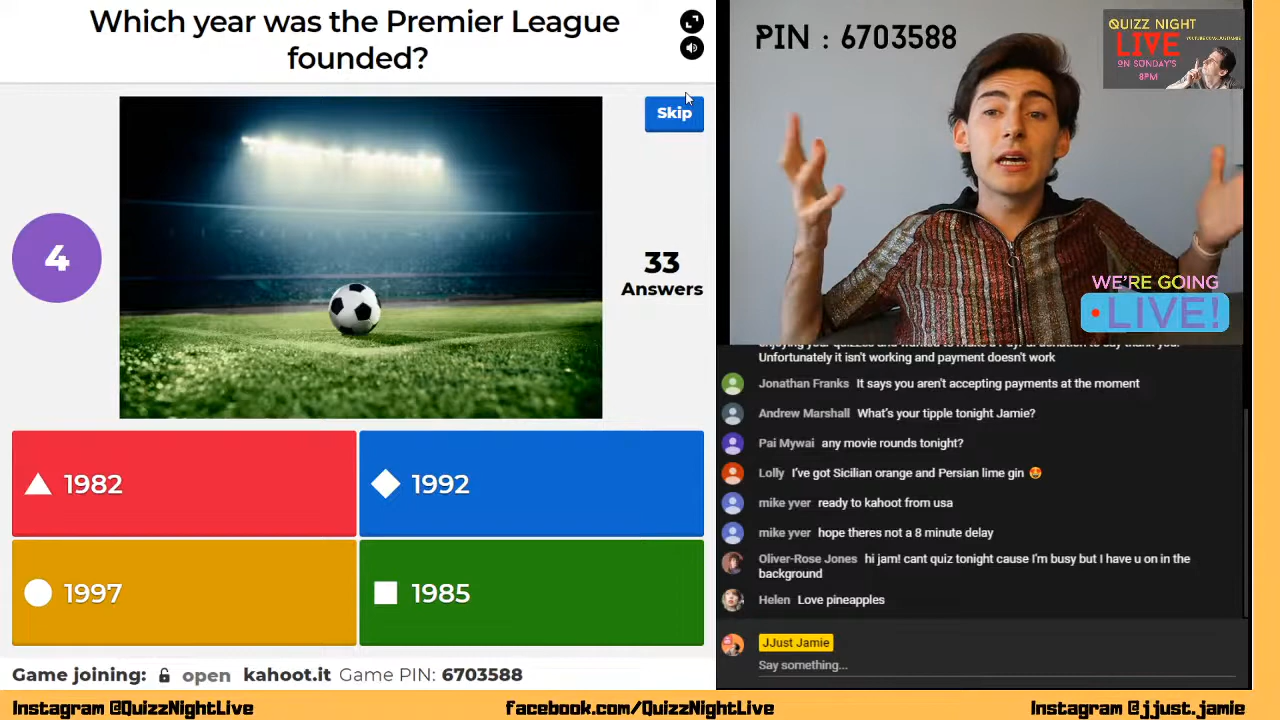 Which year was the Premier League
founded?
Skip
4
33
Answers
1982
1992
1997
1985
Game joining: open kahoot.it Game PIN: 6703588
PIN : 6703588
QUIZZ NIGHT
LIVE
ON SUNDAY'S
8PM
WE'RE GOING
LIVE!
Unfortunately it isn't working and payment doesn't work
Jonathan Franks It says you aren't accepting payments at the moment
Andrew Marshall What's your tipple tonight Jamie?
Pai Mywai any movie rounds tonight?
Lolly I've got Sicilian orange and Persian lime gin 😍
mike yver ready to kahoot from usa
mike yver hope theres not a 8 minute delay
Oliver-Rose Jones hi jam! cant quiz tonight cause I'm busy but I have u on in the
background
Helen Love pineapples
JJust Jamie
Say something...
Instagram @QuizzNightLive
facebook.com/QuizzNightLive
Instagram @jjust.jamie